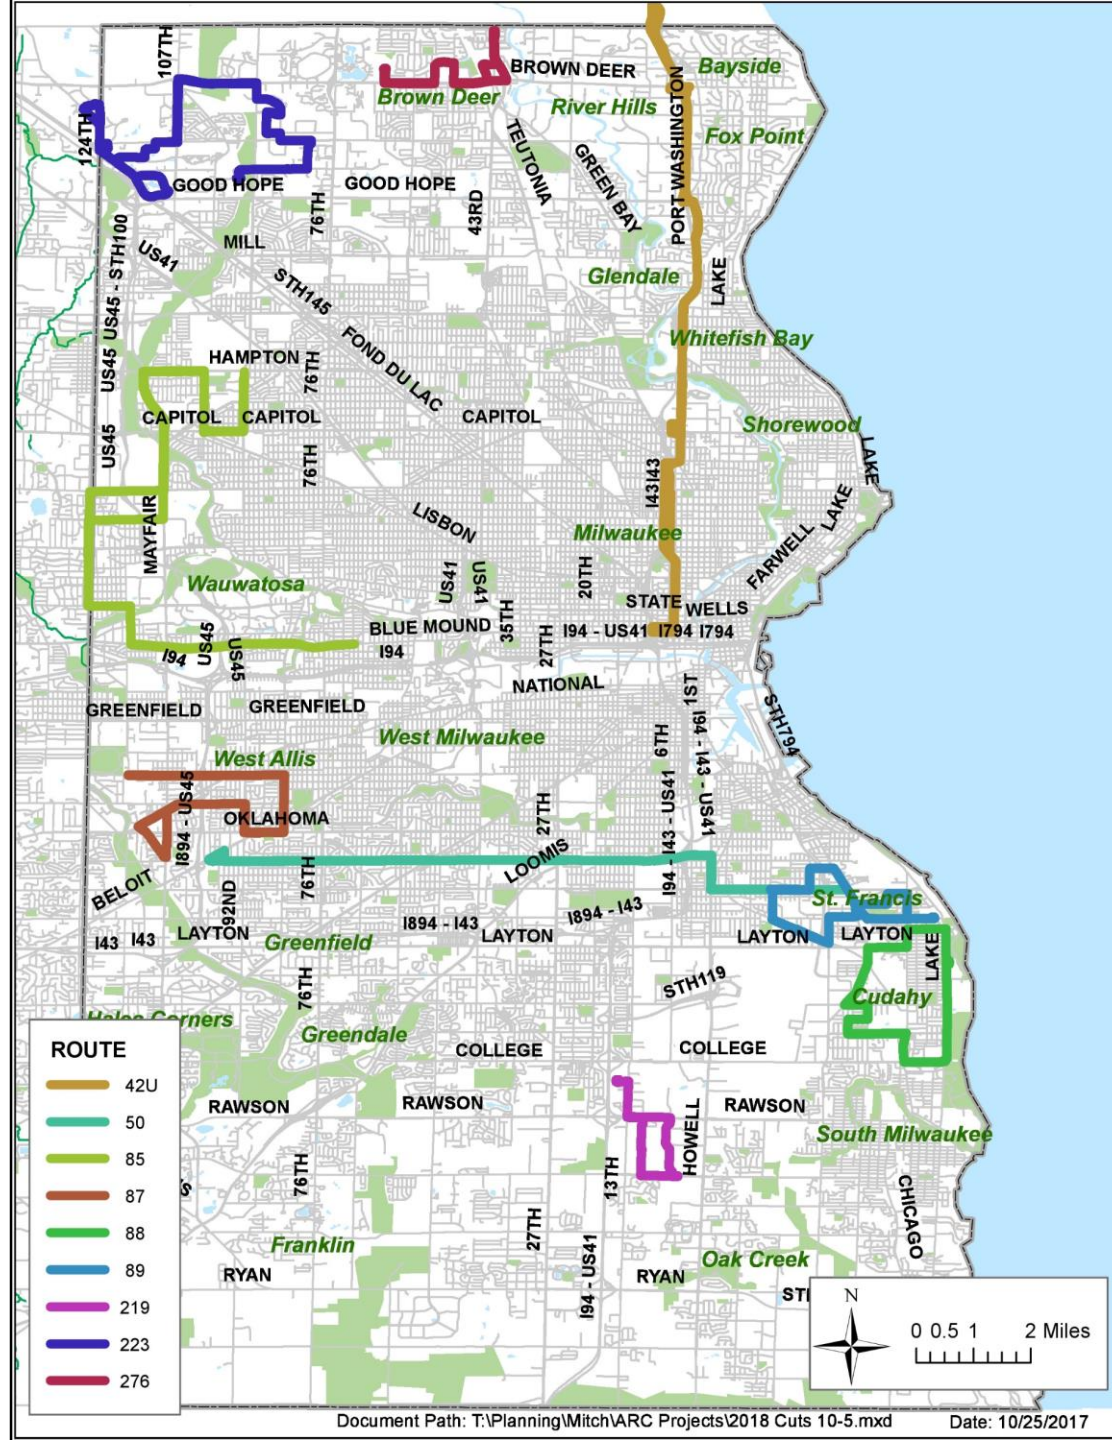 107TH
BROWN DEER
Bayside
Brown Deer
River Hills
124TH
PORT WASHINGTON
Fox Point
TEUTONIA
GREEN BAY
GOOD HOPE
GOOD HOPE
76TH
43RD
MILL
US41
US45 - STH100
STH145
Glendale
LAKE
FOND DU LAC
Whitefish Bay
HAMPTON
76TH
US45
CAPITOL
CAPITOL
CAPITOL
Shorewood
US45
76TH
I43
I43
LAKE
LAKE
MAYFAIR
LISBON
Milwaukee
FARWELL
Wauwatosa
US41
US41
20TH
STATE
WELLS
35TH
BLUE MOUND
27TH
I94 - US41
I794
I794
I94
US45
US45
I94
NATIONAL
1ST
GREENFIELD
GREENFIELD
STH794
West Allis
West Milwaukee
6TH
I94 - I43 - US41
I894 - US45
OKLAHOMA
27TH
I94 - I43 - US41
LOOMIS
BELOIT
92ND
76TH
St. Francis
I894 - I43
I894 - I43
I43
I43
LAYTON
Greenfield
LAYTON
LAYTON
LAYTON
LAKE
76TH
STH119
Cudahy
Hales Corners
Greendale
COLLEGE
COLLEGE
RAWSON
RAWSON
RAWSON
HOWELL
South Milwaukee
76TH
13TH
CHICAGO
27TH
Franklin
Oak Creek
RYAN
I94 - US41
RYAN
ROUTE
42U
50
85
87
88
89
219
223
276
N
0 0.5 1 2 Miles
Document Path: T:\Planning\Mitch\ARC Projects\2018 Cuts 10-5.mxd Date: 10/25/2017